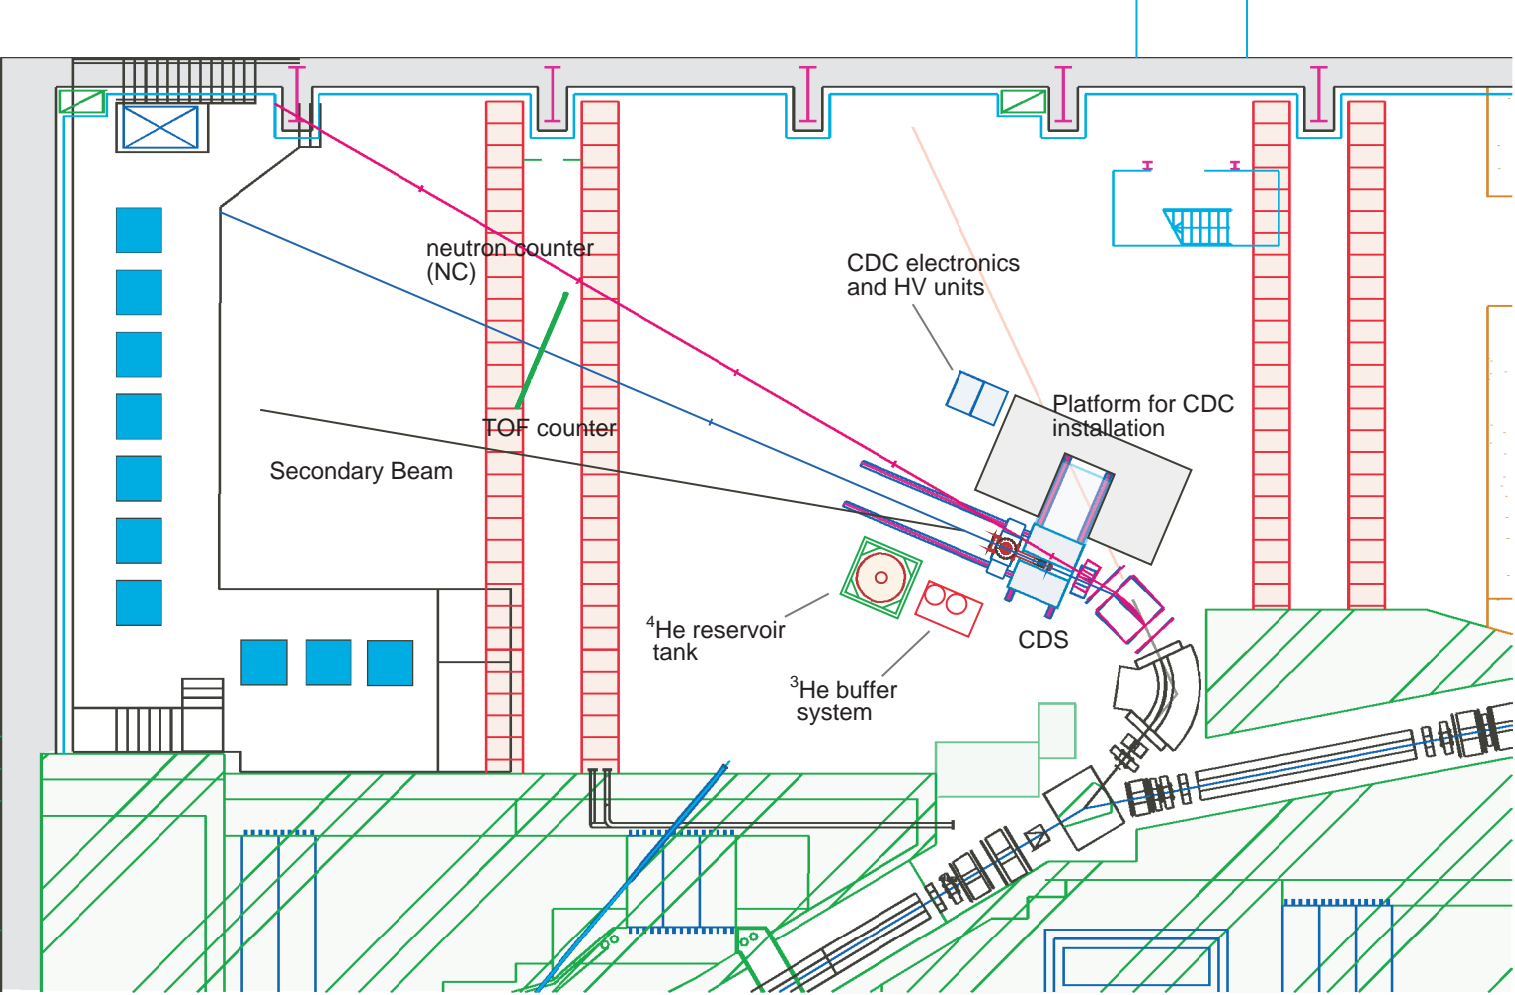 neutron counter
(NC)
CDC electronics
and HV units
Platform for CDC
installation
TOF counter
Secondary Beam
⁴He reservoir
tank
CDS
³He buffer
system